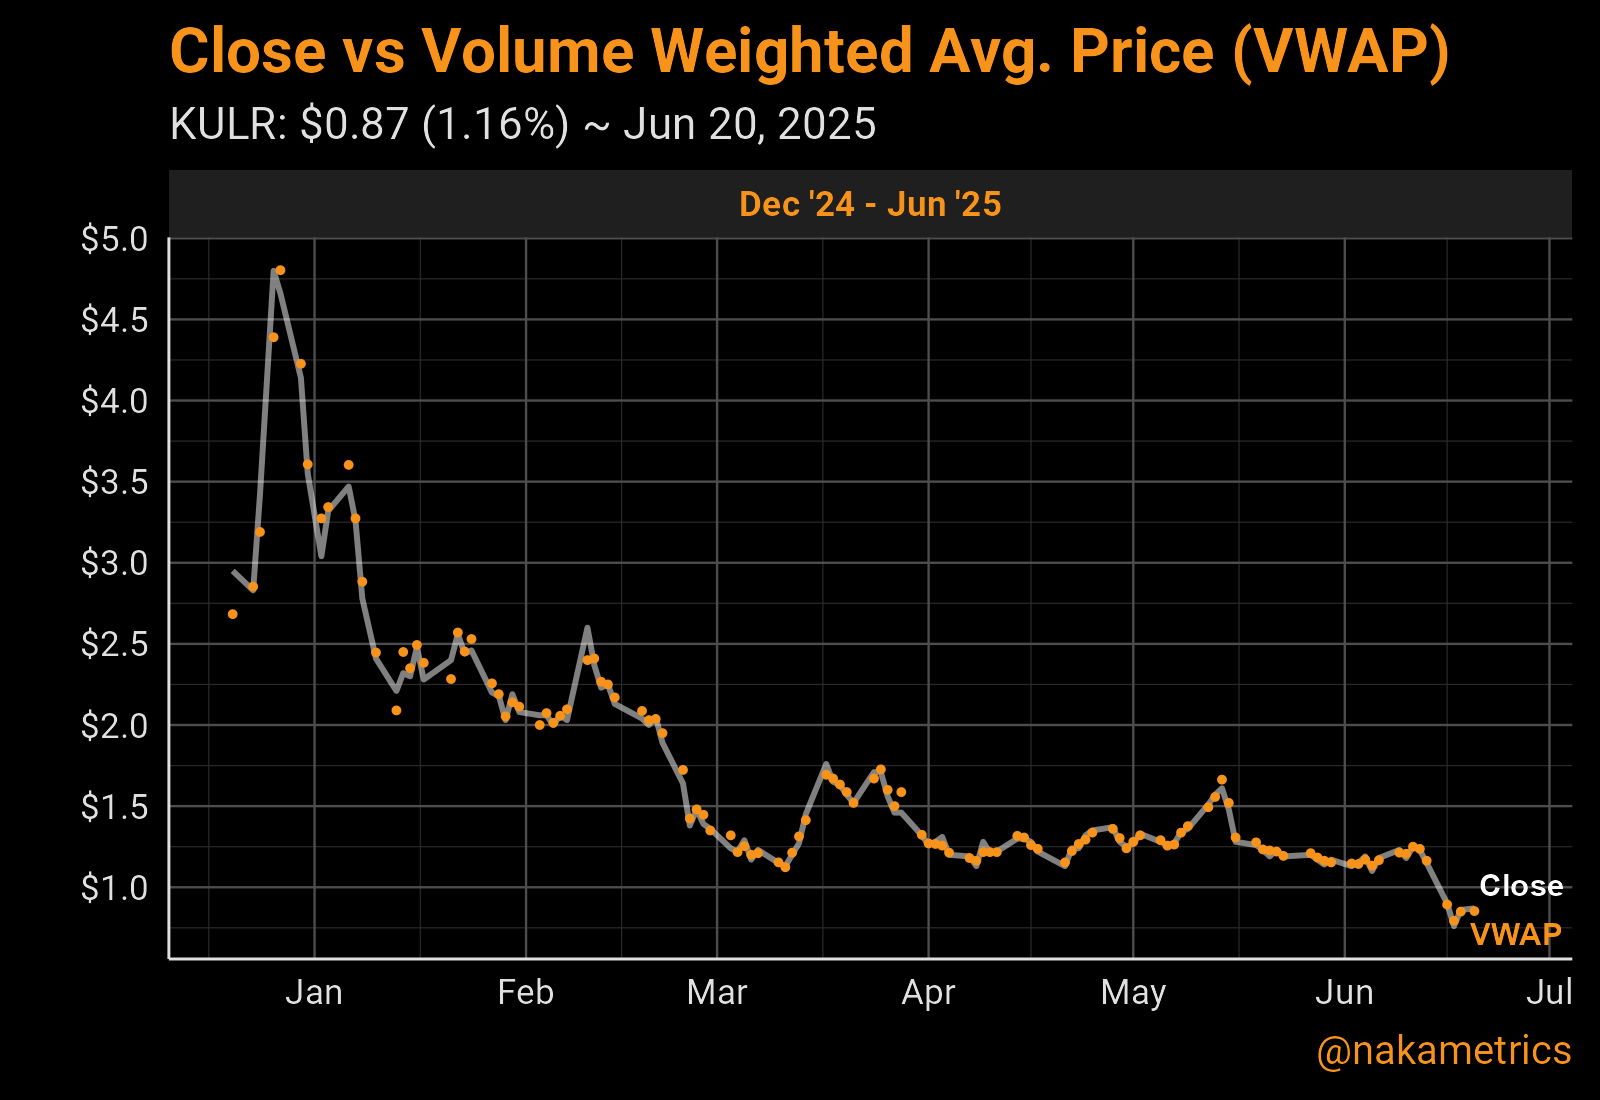 Close vs Volume Weighted Avg. Price (VWAP)
KULR: $0.87 (1.16%) ~ Jun 20, 2025
Dec '24 - Jun '25
$5.0
$4.5
$4.0
$3.5
$3.0
$2.5
$2.0
$1.5
$1.0
Close
VWAP
Jan Feb Mar Apr May Jun Jul
@nakametrics